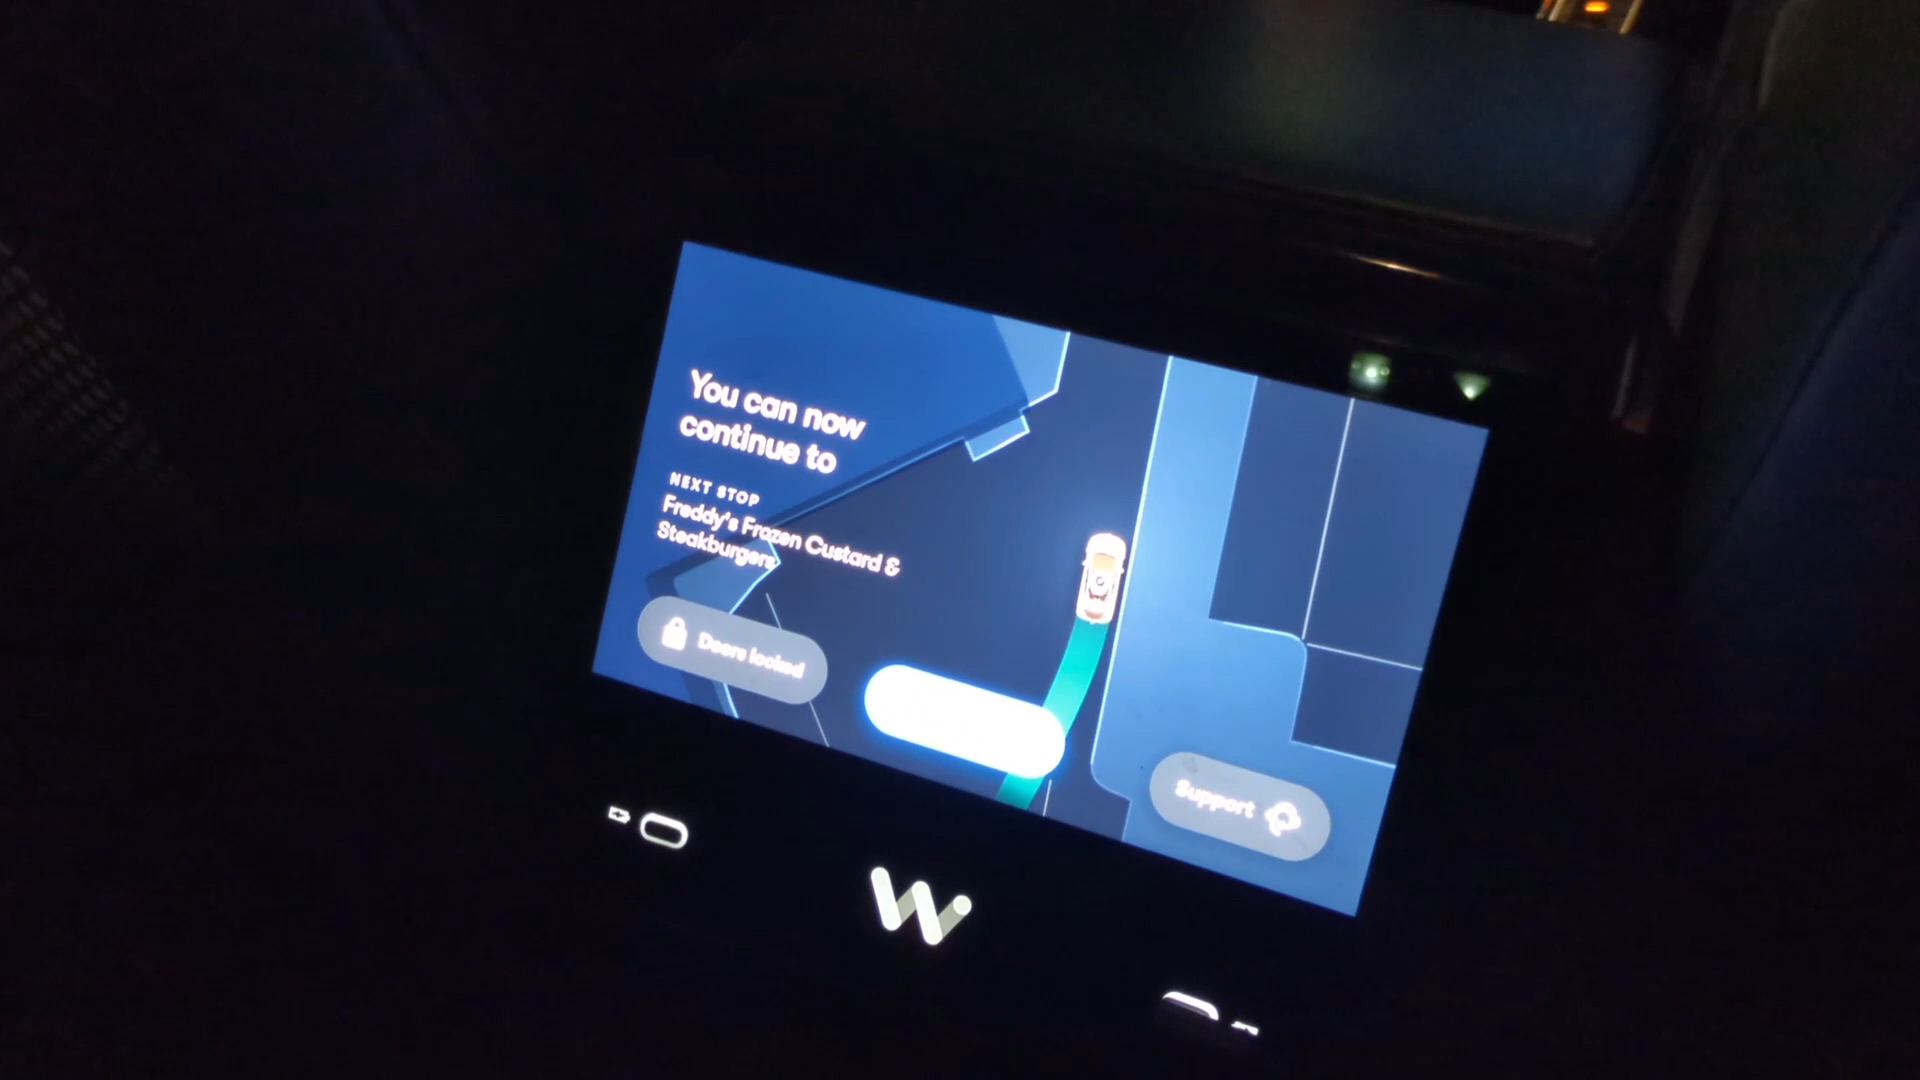 You can now
continue to
NEXT STOP
Freddy's Frozen Custard &
Steakburgers
Doors locked
Support